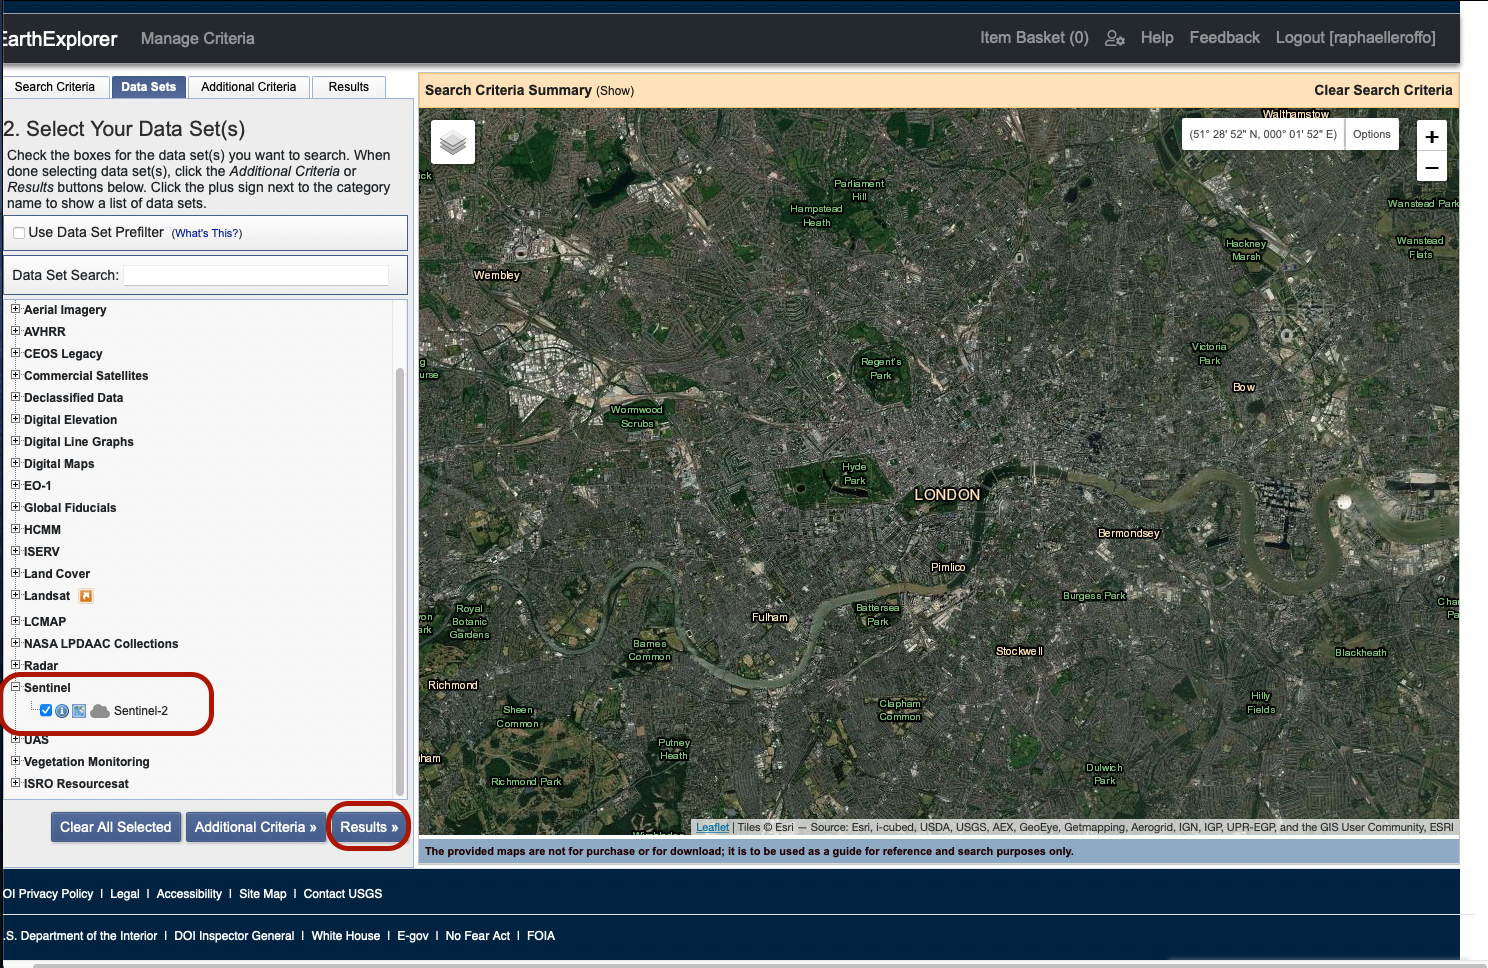 EarthExplorer Manage Criteria Item Basket (0) Help Feedback Logout [raphaelleroffo]
Search Criteria Data Sets Additional Criteria Results
2. Select Your Data Set(s)
Check the boxes for the data set(s) you want to search. When
done selecting data set(s), click the Additional Criteria or
Results buttons below. Click the plus sign next to the category
name to show a list of data sets.
Use Data Set Prefilter (What's This?)
Data Set Search:
Aerial Imagery
AVHRR
CEOS Legacy
Commercial Satellites
Declassified Data
Digital Elevation
Digital Line Graphs
Digital Maps
EO-1
Global Fiducials
HCMM
ISERV
Land Cover
Landsat
LCMAP
NASA LPDAAC Collections
Radar
Sentinel
Sentinel-2
UAS
Vegetation Monitoring
ISRO Resourcesat
Clear All Selected Additional Criteria » Results »
Search Criteria Summary (Show) Clear Search Criteria
Walthamstow
(51° 28' 52" N, 000° 01' 52" E) Options
+
−
ick
Parliament
Hill
Hampstead
Heath
Wanstead Park
Hackney
Marsh
Wanstead
Flats
Wembley
Victoria
Park
g
urse
Regent's
Park
Bow
Wormwood
Scrubs
Hyde
Park
LONDON
Bermondsey
Pimlico
Burgess Park
Royal
Botanic
Gardens
von
ark
Fulham
Battersea
Park
Cha
Pa
Barnes
Common
Stockwell
Blackheath
Richmond
Sheen
Common
Clapham
Common
Hilly
Fields
Putney
Heath
ham
Richmond Park
Dulwich
Park
Leaflet | Tiles © Esri — Source: Esri, i-cubed, USDA, USGS, AEX, GeoEye, Getmapping, Aerogrid, IGN, IGP, UPR-EGP, and the GIS User Community, ESRI
The provided maps are not for purchase or for download; it is to be used as a guide for reference and search purposes only.
OI Privacy Policy | Legal | Accessibility | Site Map | Contact USGS
.S. Department of the Interior | DOI Inspector General | White House | E-gov | No Fear Act | FOIA